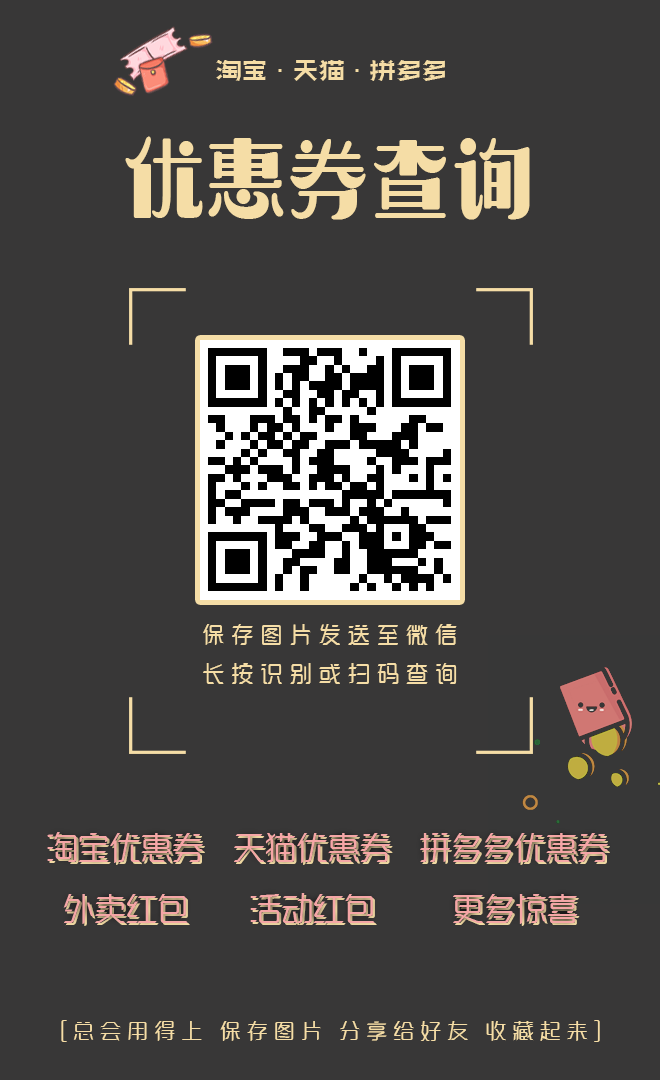 淘宝 · 天猫 · 拼多多
优惠券查询
保存图片发送至微信
长按识别或扫码查询
淘宝优惠券 天猫优惠券 拼多多优惠券
外卖红包 活动红包 更多惊喜
[总会用得上 保存图片 分享给好友 收藏起来]